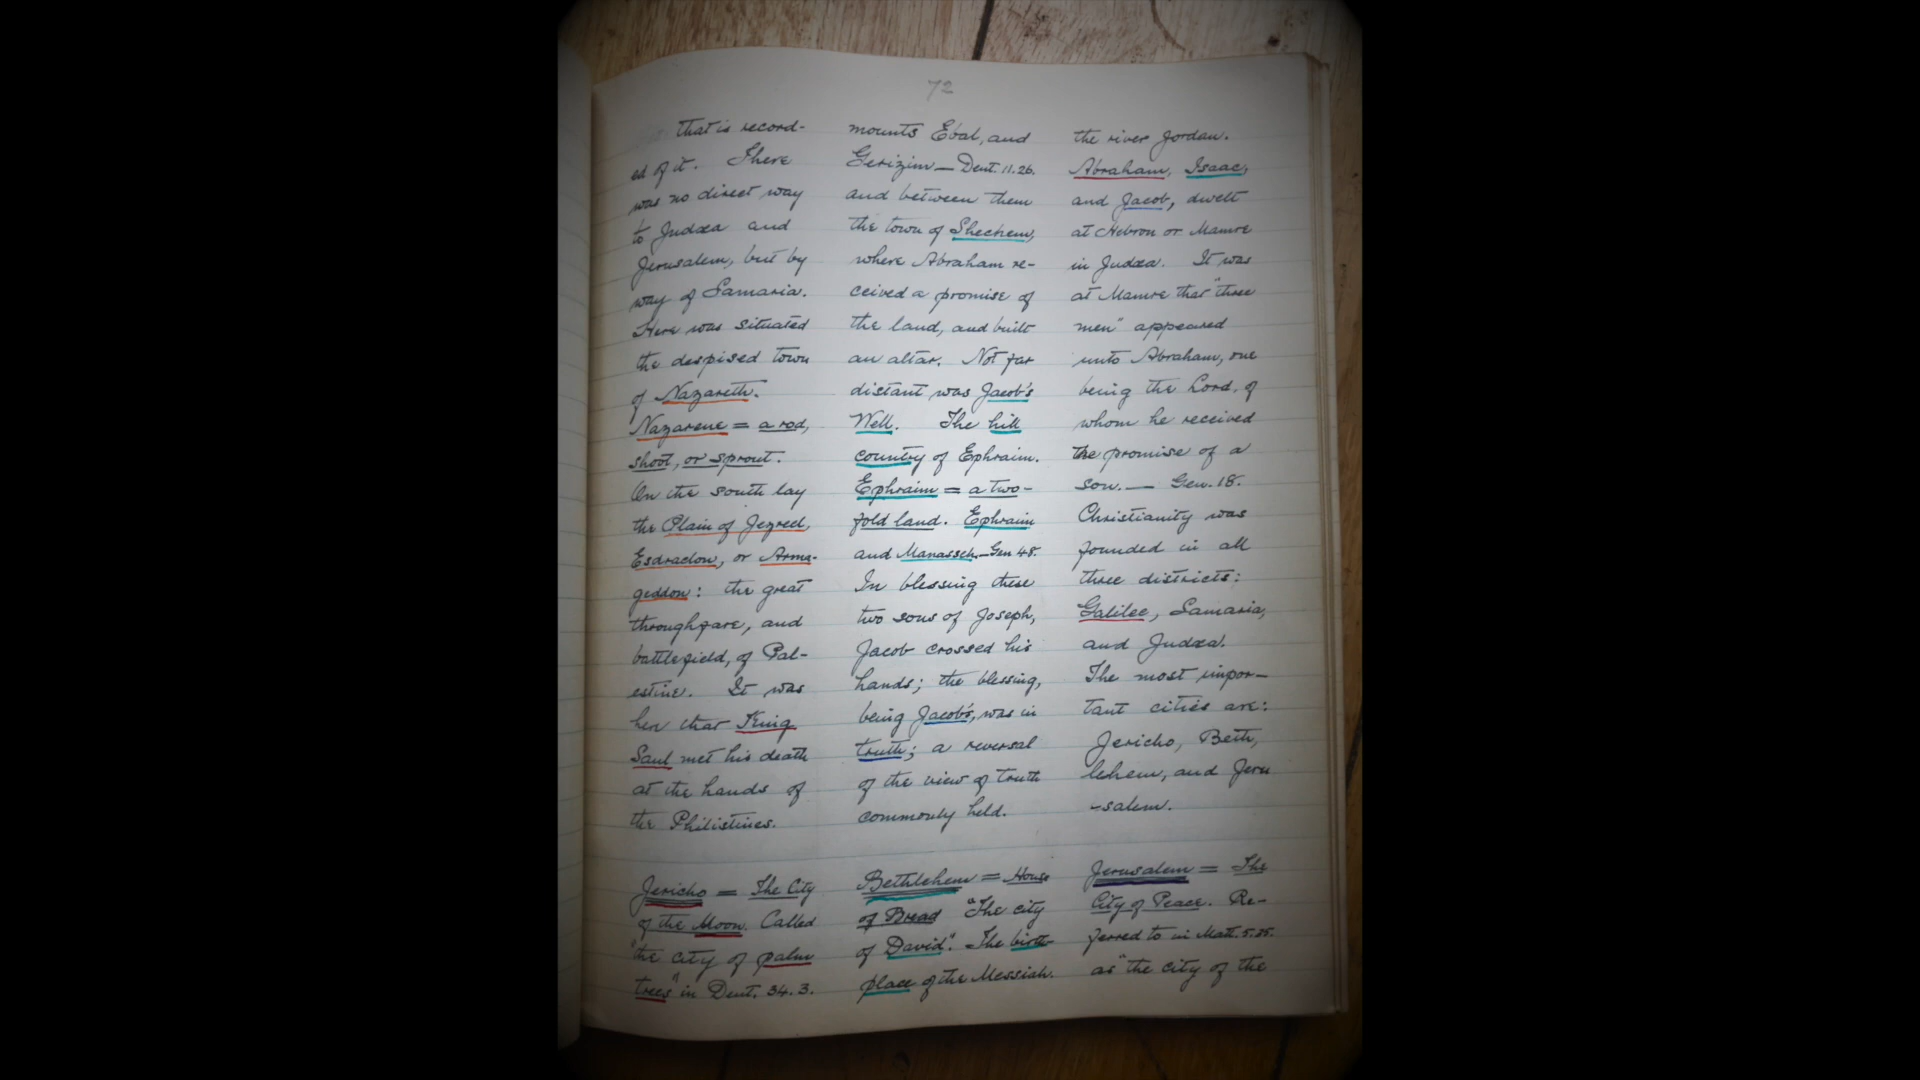 72
that is record-
ed of it. There
was no direct way
to Judæa and
Jerusalem, but by
way of Samaria.
Here was situated
the despised town
of Nazareth.
Nazarene = a rod,
shoot, or sprout.
On the south lay
the Plain of Jezreel,
Esdraelon, or Arma-
geddon: the great
throughfare, and
battlefield, of Pal-
estine. It was
her that King
Saul met his death
at the hands of
the Philistines.
mounts Ebal, and
Gerizim — Deut. 11.26.
and between them
the town of Shechem,
where Abraham re-
ceived a promise of
the land, and built
an altar. Not far
distant was Jacob's
Well. The hill
country of Ephraim.
Ephraim = a two-
fold land. Ephraim
and Manasseh. — Gen 48.
In blessing these
two sons of Joseph,
Jacob crossed his
hands; the blessing,
being Jacob's, was in
truth; a reversal
of the view of truth
commonly held.
the river Jordan.
Abraham, Isaac,
and Jacob, dwelt
at Hebron or Mamre
in Judæa. It was
at Mamre that "three
men" appeared
unto Abraham, one
being the Lord, of
whom he received
the promise of a
son. — Gen. 18.
Christianity was
founded in all
three districts:
Galilee, Samaria,
and Judæa.
The most impor-
tant cities are:
Jericho, Beth,
lehem, and Jeru
-salem.
Jericho = The City
of the Moon. Called
"the city of palm
trees" in Deut. 34.3.
Bethlehem = House
of Bread "The city
of David". The birth-
place of the Messiah.
Jerusalem = The
City of Peace. Re-
ferred to in Matt. 5.35.
as "the city of the